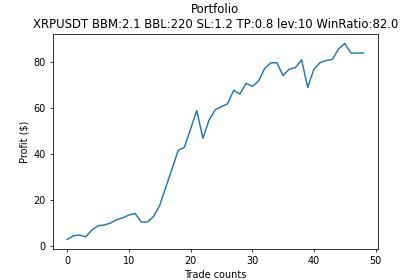 Portfolio
XRPUSDT BBM:2.1 BBL:220 SL:1.2 TP:0.8 lev:10 WinRatio:82.0
80
60
40
20
0
Profit ($)
0 10 20 30 40 50
Trade counts